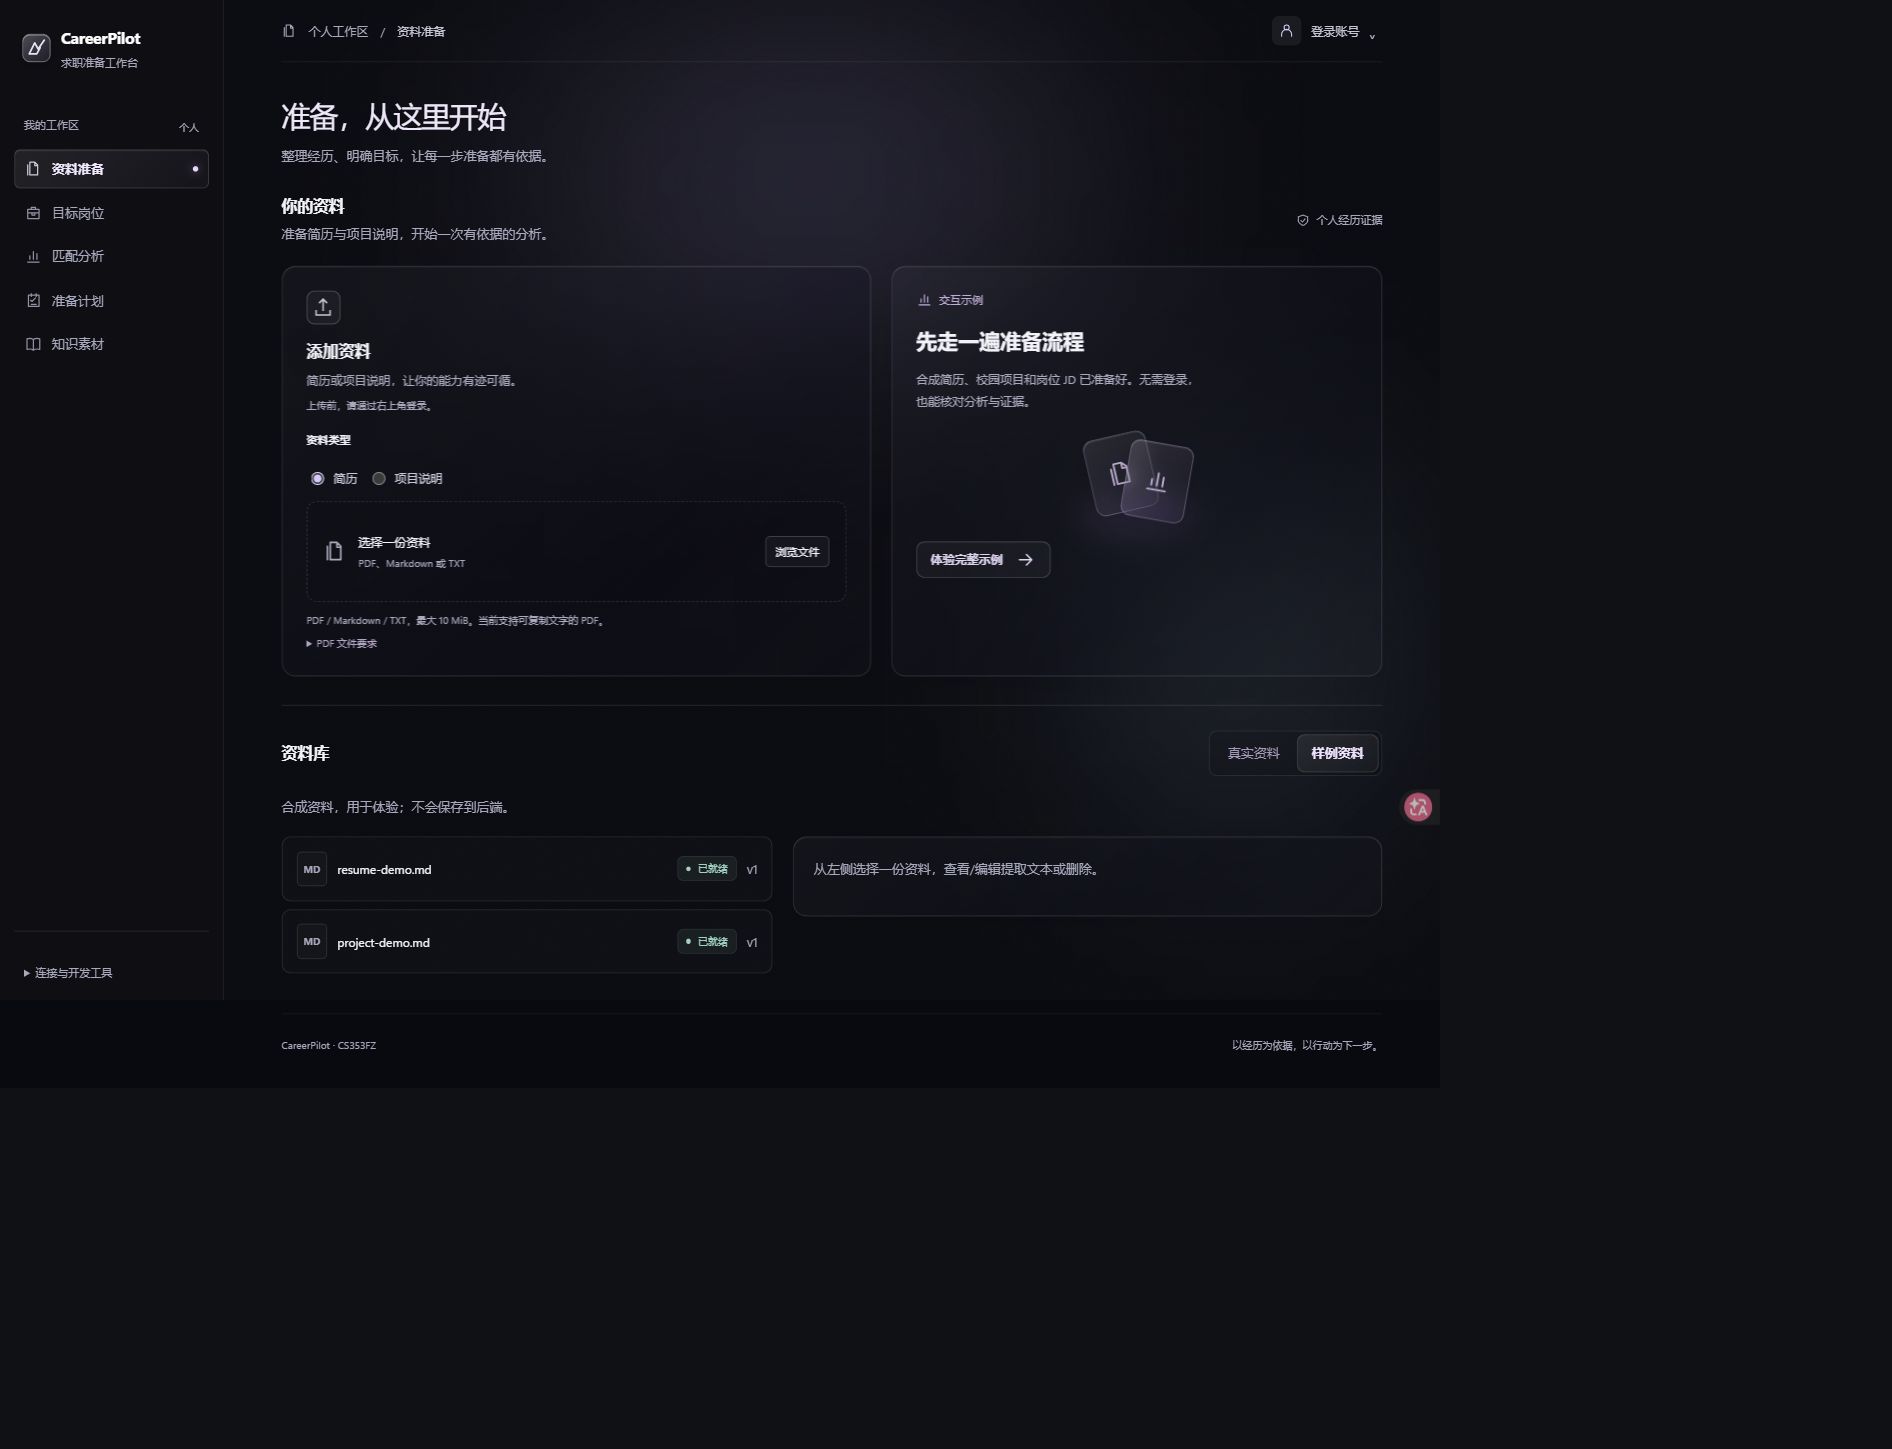 CareerPilot
求职准备工作台
我的工作区
个人
资料准备
目标岗位
匹配分析
准备计划
知识素材
连接与开发工具
个人工作区 / 资料准备
登录账号
准备，从这里开始
整理经历、明确目标，让每一步准备都有依据。
你的资料
准备简历与项目说明，开始一次有依据的分析。
个人经历证据
添加资料
简历或项目说明，让你的能力有迹可循。
上传前，请通过右上角登录。
资料类型
简历
项目说明
选择一份资料
PDF、Markdown 或 TXT
浏览文件
PDF / Markdown / TXT，最大 10 MiB。当前支持可复制文字的 PDF。
PDF 文件要求
交互示例
先走一遍准备流程
合成简历、校园项目和岗位 JD 已准备好。无需登录，
也能核对分析与证据。
体验完整示例
资料库
真实资料
样例资料
合成资料，用于体验；不会保存到后端。
MD
resume-demo.md
已就绪
v1
MD
project-demo.md
已就绪
v1
从左侧选择一份资料，查看/编辑提取文本或删除。
CareerPilot · CS353FZ
以经历为依据，以行动为下一步。